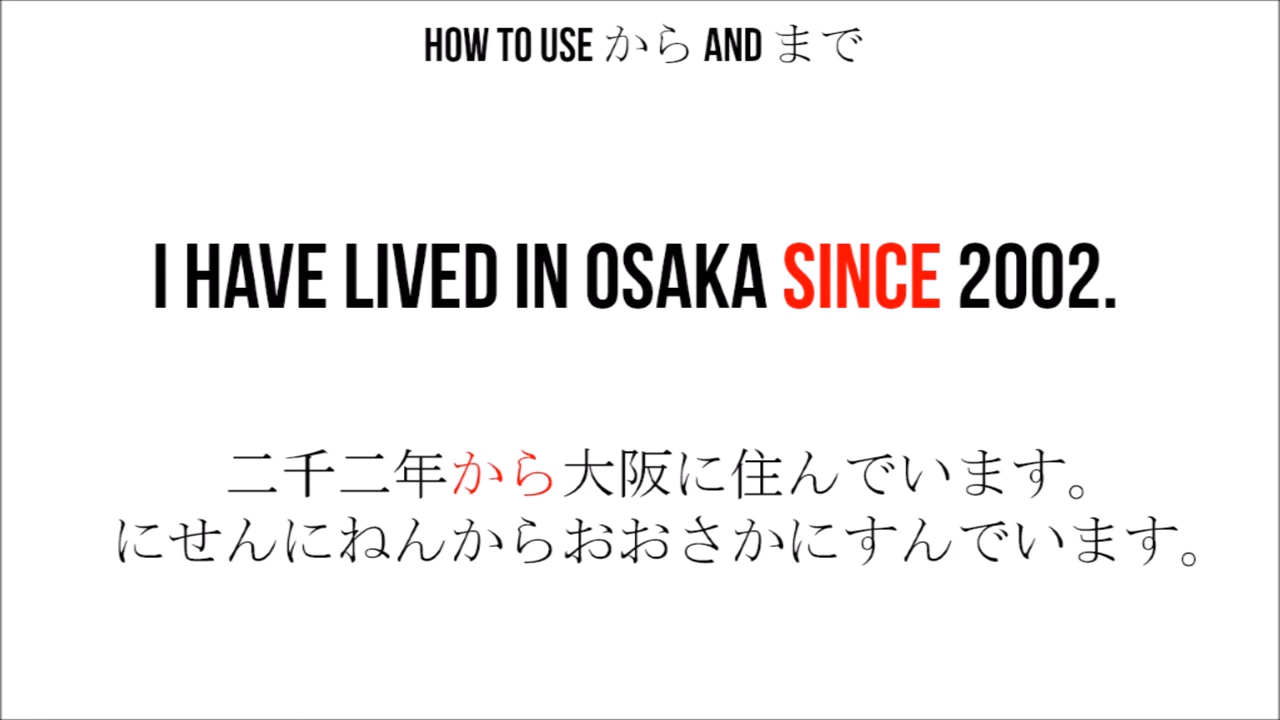 HOW TO USE から AND まで
I HAVE LIVED IN OSAKA SINCE 2002.
二千二年から大阪に住んでいます。
にせんにねんからおおさかにすんでいます。